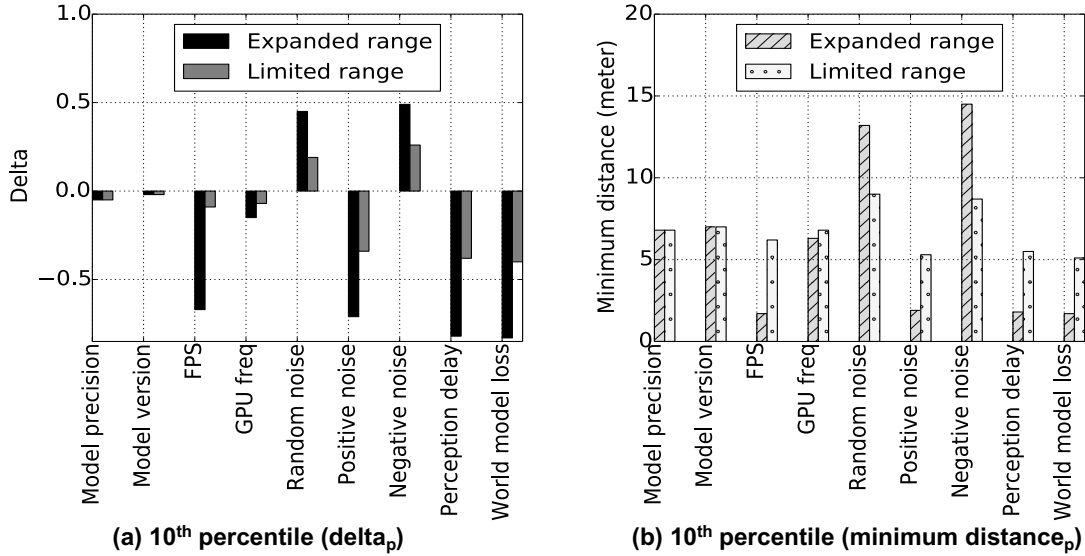 1.0
0.5
0.0
−0.5
Delta
Expanded range
Limited range
Model precision
Model version
FPS
GPU freq
Random noise
Positive noise
Negative noise
Perception delay
World model loss
(a) 10th percentile (delta_p)
20
15
10
5
0
Minimum distance (meter)
Expanded range
Limited range
Model precision
Model version
FPS
GPU freq
Random noise
Positive noise
Negative noise
Perception delay
World model loss
(b) 10th percentile (minimum distance_p)